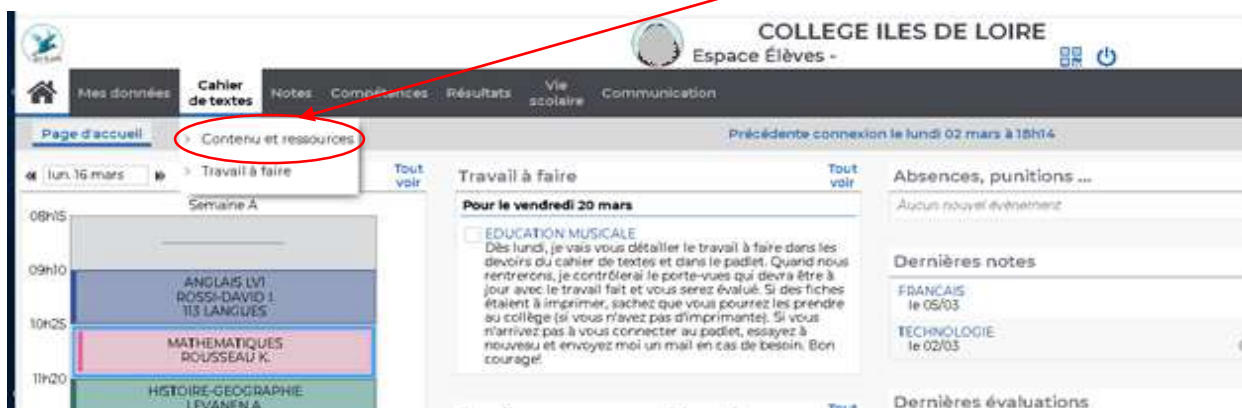 COLLEGE ILES DE LOIRE
Espace Élèves -
Mes données
Cahier
de textes
Notes
Compétences
Résultats
Vie
scolaire
Communication
Page d'accueil
> Contenu et ressources
> Travail à faire
Précédente connexion le lundi 02 mars à 18h14
lun. 16 mars
Tout
voir
Semaine A
08h15
09h10
ANGLAIS LV1
ROSSI-DAVID I.
113 LANGUES
10h25
MATHEMATIQUES
ROUSSEAU K.
11h20
HISTOIRE-GEOGRAPHIE
LEVANEN A.
Travail à faire
Tout
voir
Pour le vendredi 20 mars
EDUCATION MUSICALE
Dès lundi, je vais vous détailler le travail à faire dans les
devoirs du cahier de textes et dans le padlet. Quand nous
rentrerons, je contrôlerai le porte-vues qui devra être à
jour avec le travail fait et vous serez évalué. Si des fiches
étaient à imprimer, sachez que vous pourrez les prendre
au collège (si vous n'avez pas d'imprimante). Si vous
n'arrivez pas à vous connecter au padlet, essayez à
nouveau et envoyez moi un mail en cas de besoin. Bon
courage!
Tout
Absences, punitions ...
Aucun nouvel évènement
Dernières notes
FRANCAIS
le 05/03
TECHNOLOGIE
le 02/03
Dernières évaluations